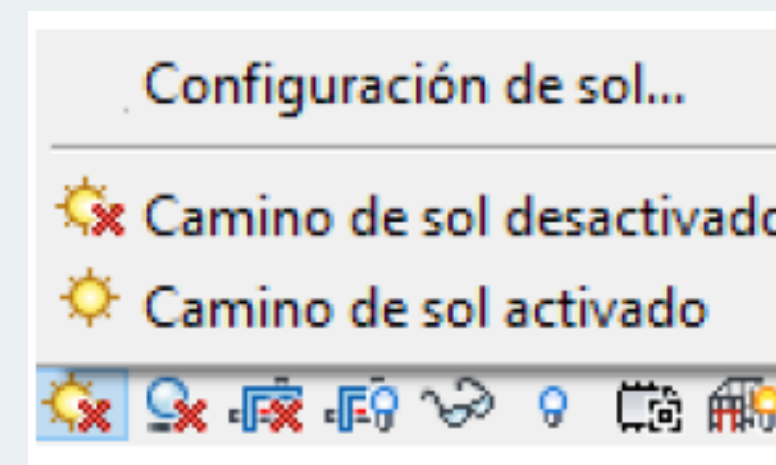 Configuración de sol...
Camino de sol desactivado
Camino de sol activado